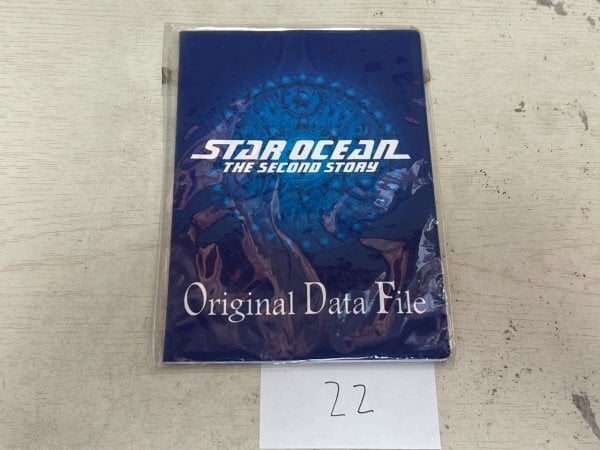 STAR OCEAN
THE SECOND STORY
Original Data File
22